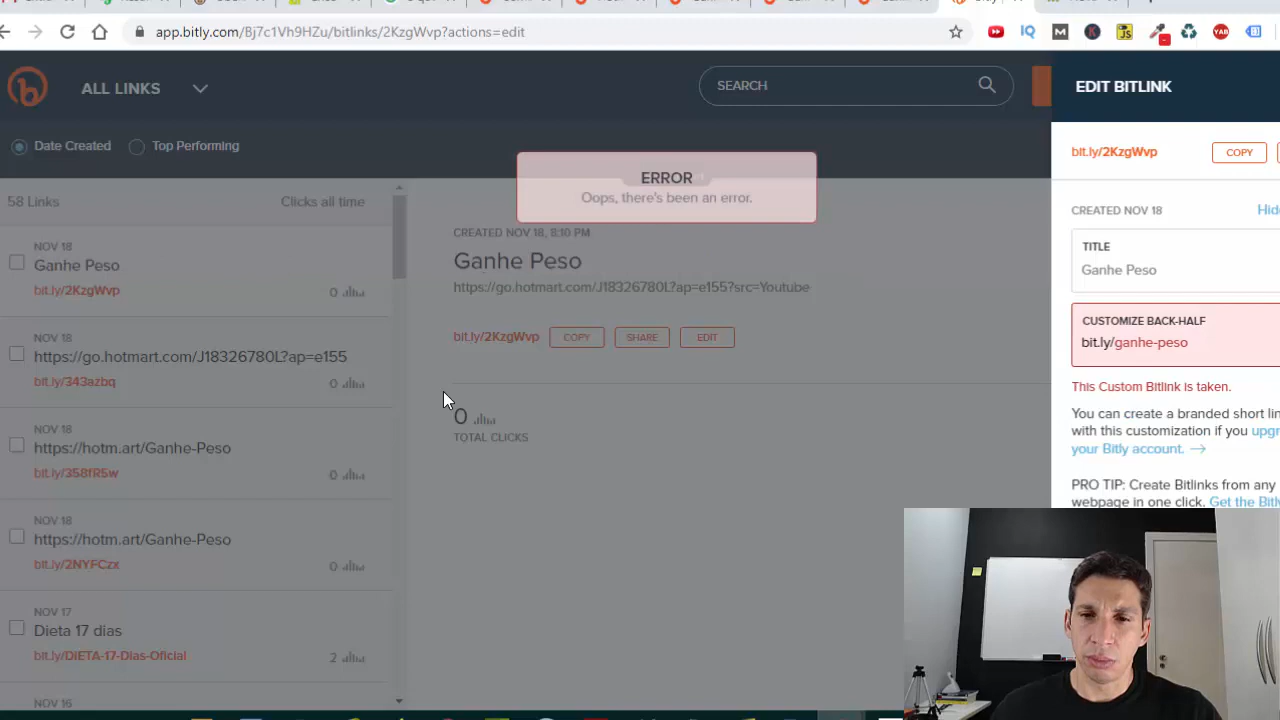 app.bitly.com/Bj7c1Vh9HZu/bitlinks/2KzgWvp?actions=edit
ALL LINKS
SEARCH
EDIT BITLINK
Date Created
Top Performing
ERROR
Oops, there's been an error.
bit.ly/2KzgWvp
COPY
58 Links
Clicks all time
CREATED NOV 18
Hide
CREATED NOV 18, 8:10 PM
Ganhe Peso
https://go.hotmart.com/J18326780L?ap=e155?src=Youtube
bit.ly/2KzgWvp
COPY
SHARE
EDIT
0
TOTAL CLICKS
NOV 18
Ganhe Peso
bit.ly/2KzgWvp
0
NOV 18
https://go.hotmart.com/J18326780L?ap=e155
bit.ly/343azbq
0
NOV 18
https://hotm.art/Ganhe-Peso
bit.ly/358fR5w
0
NOV 18
https://hotm.art/Ganhe-Peso
bit.ly/2NYFCzx
0
NOV 17
Dieta 17 dias
bit.ly/DIETA-17-Dias-Oficial
2
NOV 16
TITLE
Ganhe Peso
CUSTOMIZE BACK-HALF
bit.ly/ganhe-peso
This Custom Bitlink is taken.
You can create a branded short lin
with this customization if you upgr
your Bitly account.
PRO TIP: Create Bitlinks from any
webpage in one click. Get the Bitly